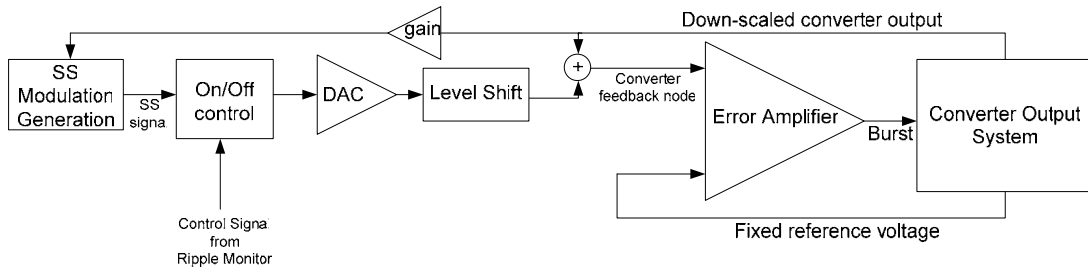 Down-scaled converter output
gain
SS
Modulation
Generation
SS
signal
On/Off
control
DAC
Level Shift
+
Converter
feedback node
Error Amplifier
Burst
Converter Output
System
Control Signal
from
Ripple Monitor
Fixed reference voltage